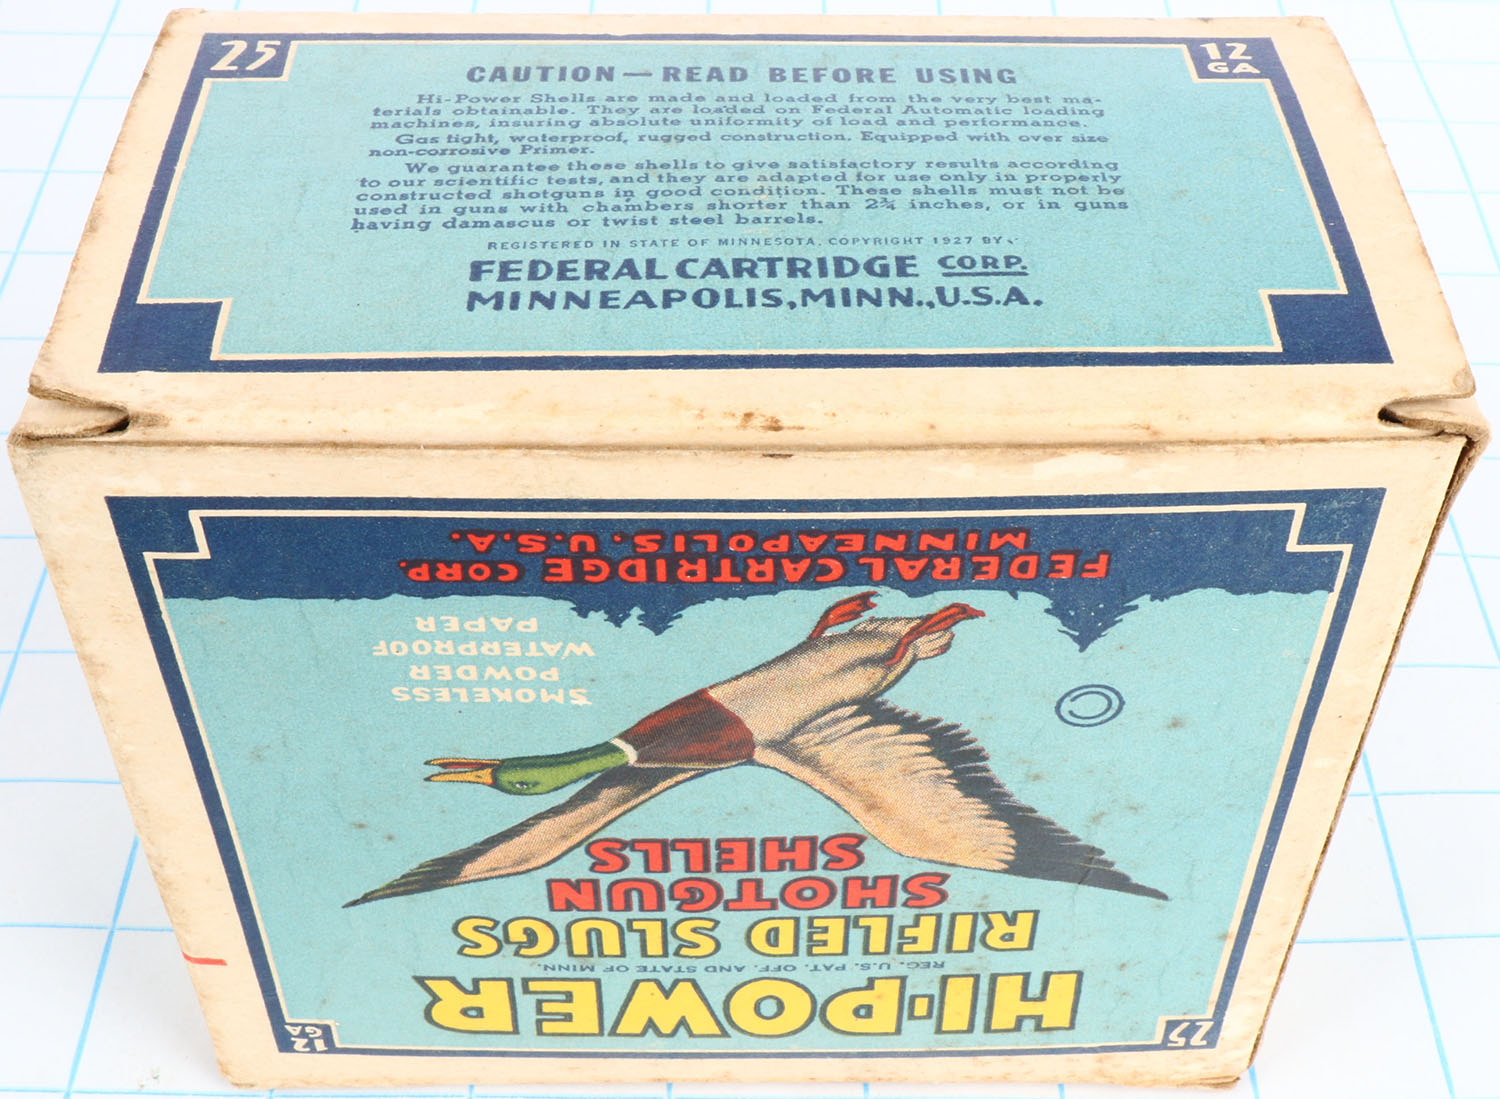 25
12
GA
CAUTION — READ BEFORE USING
Hi-Power Shells are made and loaded from the very best ma-
terials obtainable. They are loaded on Federal Automatic loading
machines, insuring absolute uniformity of load and performance.
Gas tight, waterproof, rugged construction. Equipped with over size
non-corrosive Primer.
We guarantee these shells to give satisfactory results according
to our scientific tests, and they are adapted for use only in properly
constructed shotguns in good condition. These shells must not be
used in guns with chambers shorter than 2¾ inches, or in guns
having damascus or twist steel barrels.
REGISTERED IN STATE OF MINNESOTA. COPYRIGHT 1927 BY
FEDERAL CARTRIDGE CORP.
MINNEAPOLIS, MINN., U.S.A.
25
12
GA
HI-POWER
REG. U.S. PAT. OFF. AND STATE OF MINN.
RIFLED SLUGS
SHOTGUN
SHELLS
©
SMOKELESS
POWDER
WATERPROOF
PAPER
FEDERAL CARTRIDGE CORP.
MINNEAPOLIS. U.S.A.